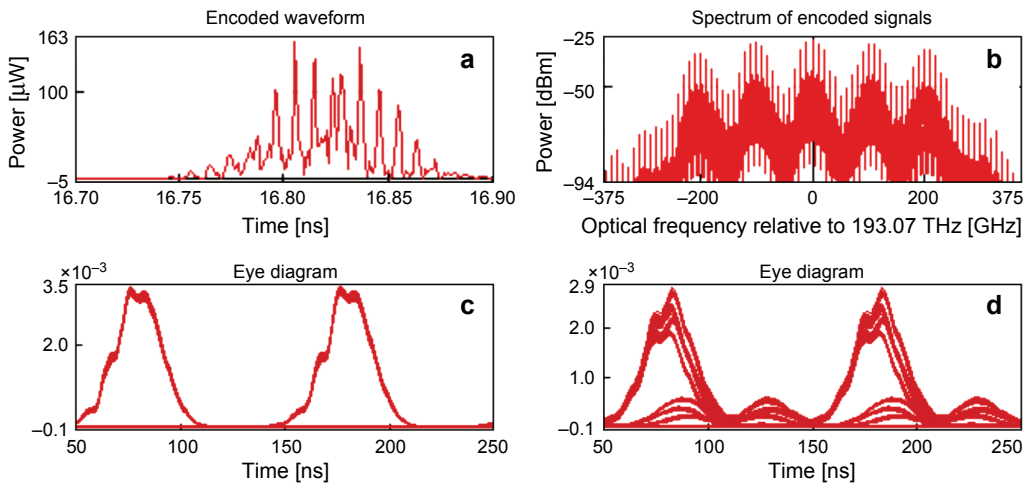 Encoded waveform
a
Power [µW]
163
100
–5
16.70 16.75 16.80 16.85 16.90
Time [ns]
Spectrum of encoded signals
b
Power [dBm]
–25
–50
–94
–375 –200 0 200 375
Optical frequency relative to 193.07 THz [GHz]
Eye diagram
c
×10⁻³
3.5
2.0
–0.1
50 100 150 200 250
Time [ns]
Eye diagram
d
×10⁻³
2.9
2.0
1.0
–0.1
50 100 150 200 250
Time [ns]